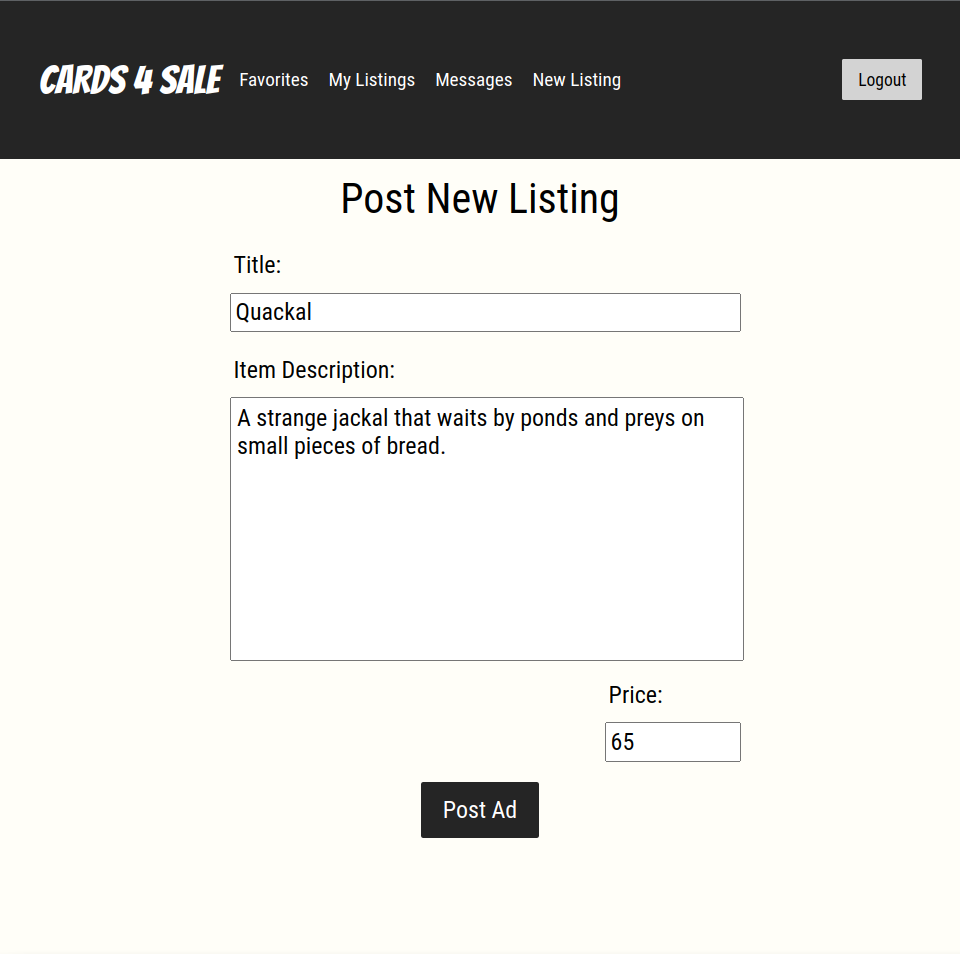 CARDS 4 SALE Favorites My Listings Messages New Listing Logout
Post New Listing
Title:
Quackal
Item Description:
A strange jackal that waits by ponds and preys on
small pieces of bread.
Price:
65
Post Ad